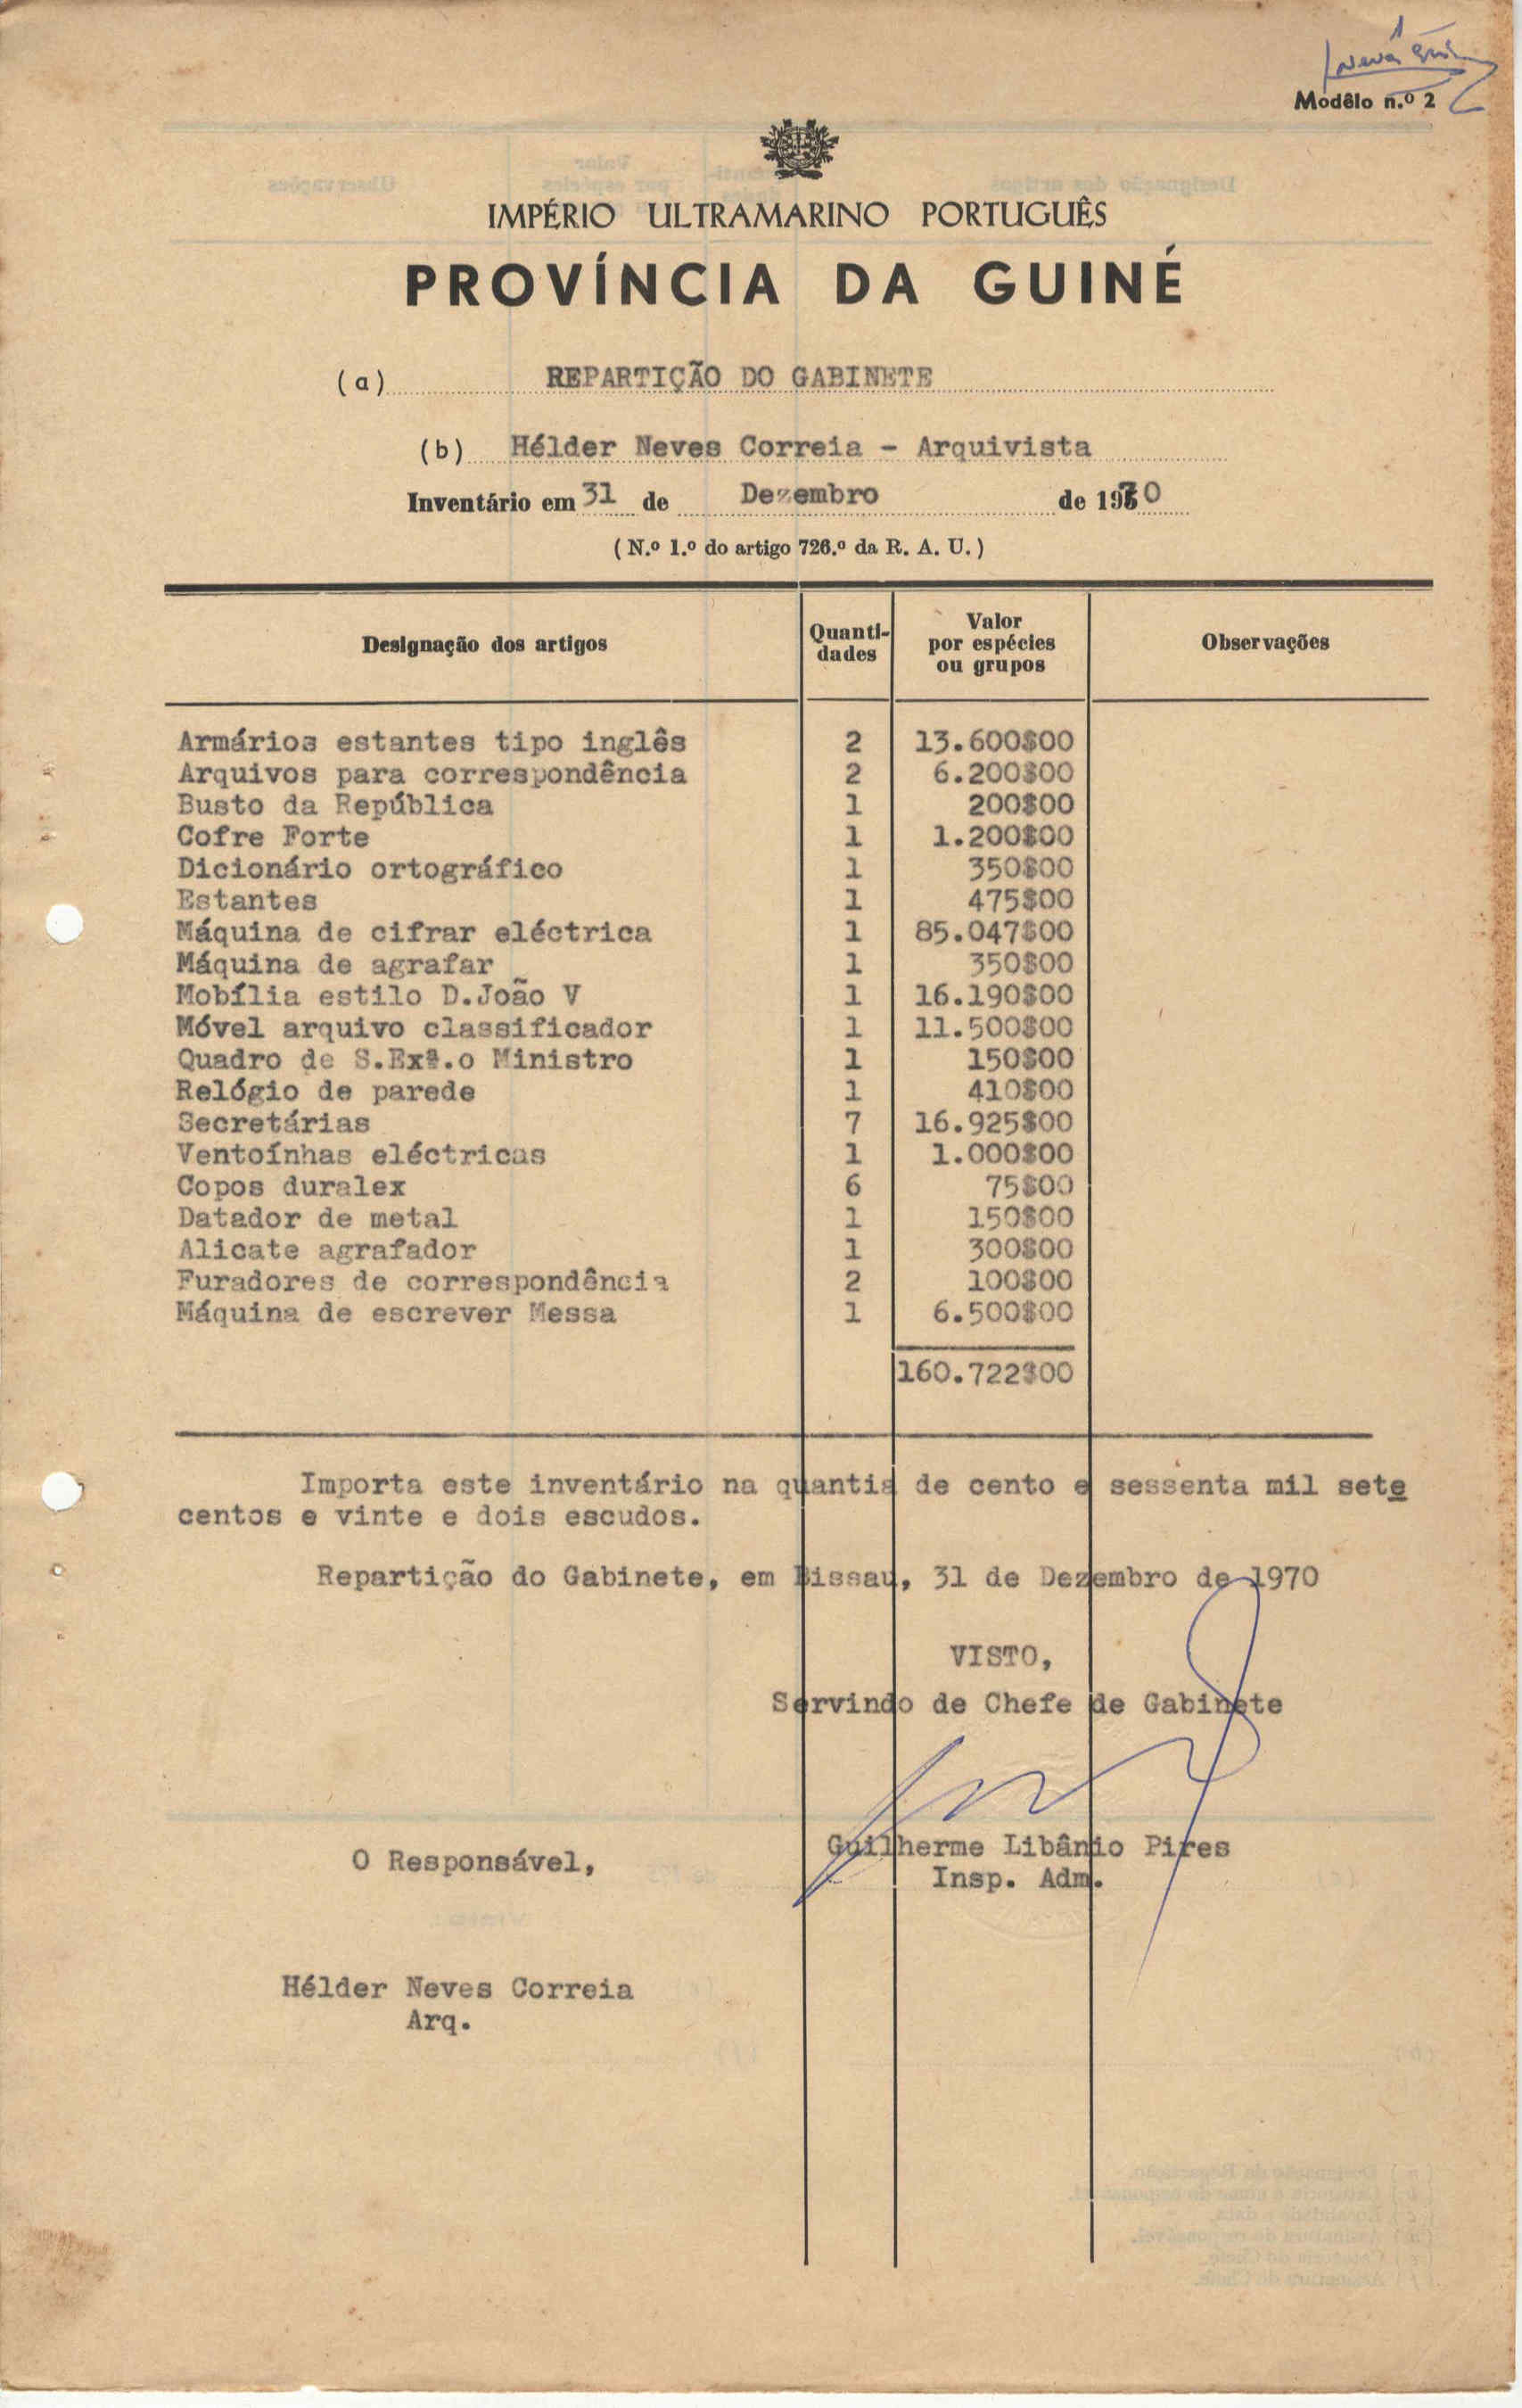 Modêlo n.º 2
IMPÉRIO ULTRAMARINO PORTUGUÊS
PROVÍNCIA DA GUINÉ
(a) REPARTIÇÃO DO GABINETE
(b) Hélder Neves Correia - Arquivista
Inventário em 31 de Dezembro de 1970
( N.º 1.º do artigo 726.º da R. A. U. )
Designação dos artigos Quanti-dades Valor por espécies ou grupos Observações
Armários estantes tipo inglês 2 13.600$00
Arquivos para correspondência 2 6.200$00
Busto da República 1 200$00
Cofre Forte 1 1.200$00
Dicionário ortográfico 1 350$00
Estantes 1 475$00
Máquina de cifrar eléctrica 1 85.047$00
Máquina de agrafar 1 350$00
Mobília estilo D.João V 1 16.190$00
Móvel arquivo classificador 1 11.500$00
Quadro de S.Exª.o Ministro 1 150$00
Relógio de parede 1 410$00
Secretárias 7 16.925$00
Ventoínhas eléctricas 1 1.000$00
Copos duralex 6 75$00
Datador de metal 1 150$00
Alicate agrafador 1 300$00
Furadores de correspondência 2 100$00
Máquina de escrever Messa 1 6.500$00
160.722$00
Importa este inventário na quantia de cento e sessenta mil sete
centos e vinte e dois escudos.
Repartição do Gabinete, em Bissau, 31 de Dezembro de 1970
VISTO,
Servindo de Chefe de Gabinete
Guilherme Libânio Pires
Insp. Adm.
O Responsável,
Hélder Neves Correia
Arq.